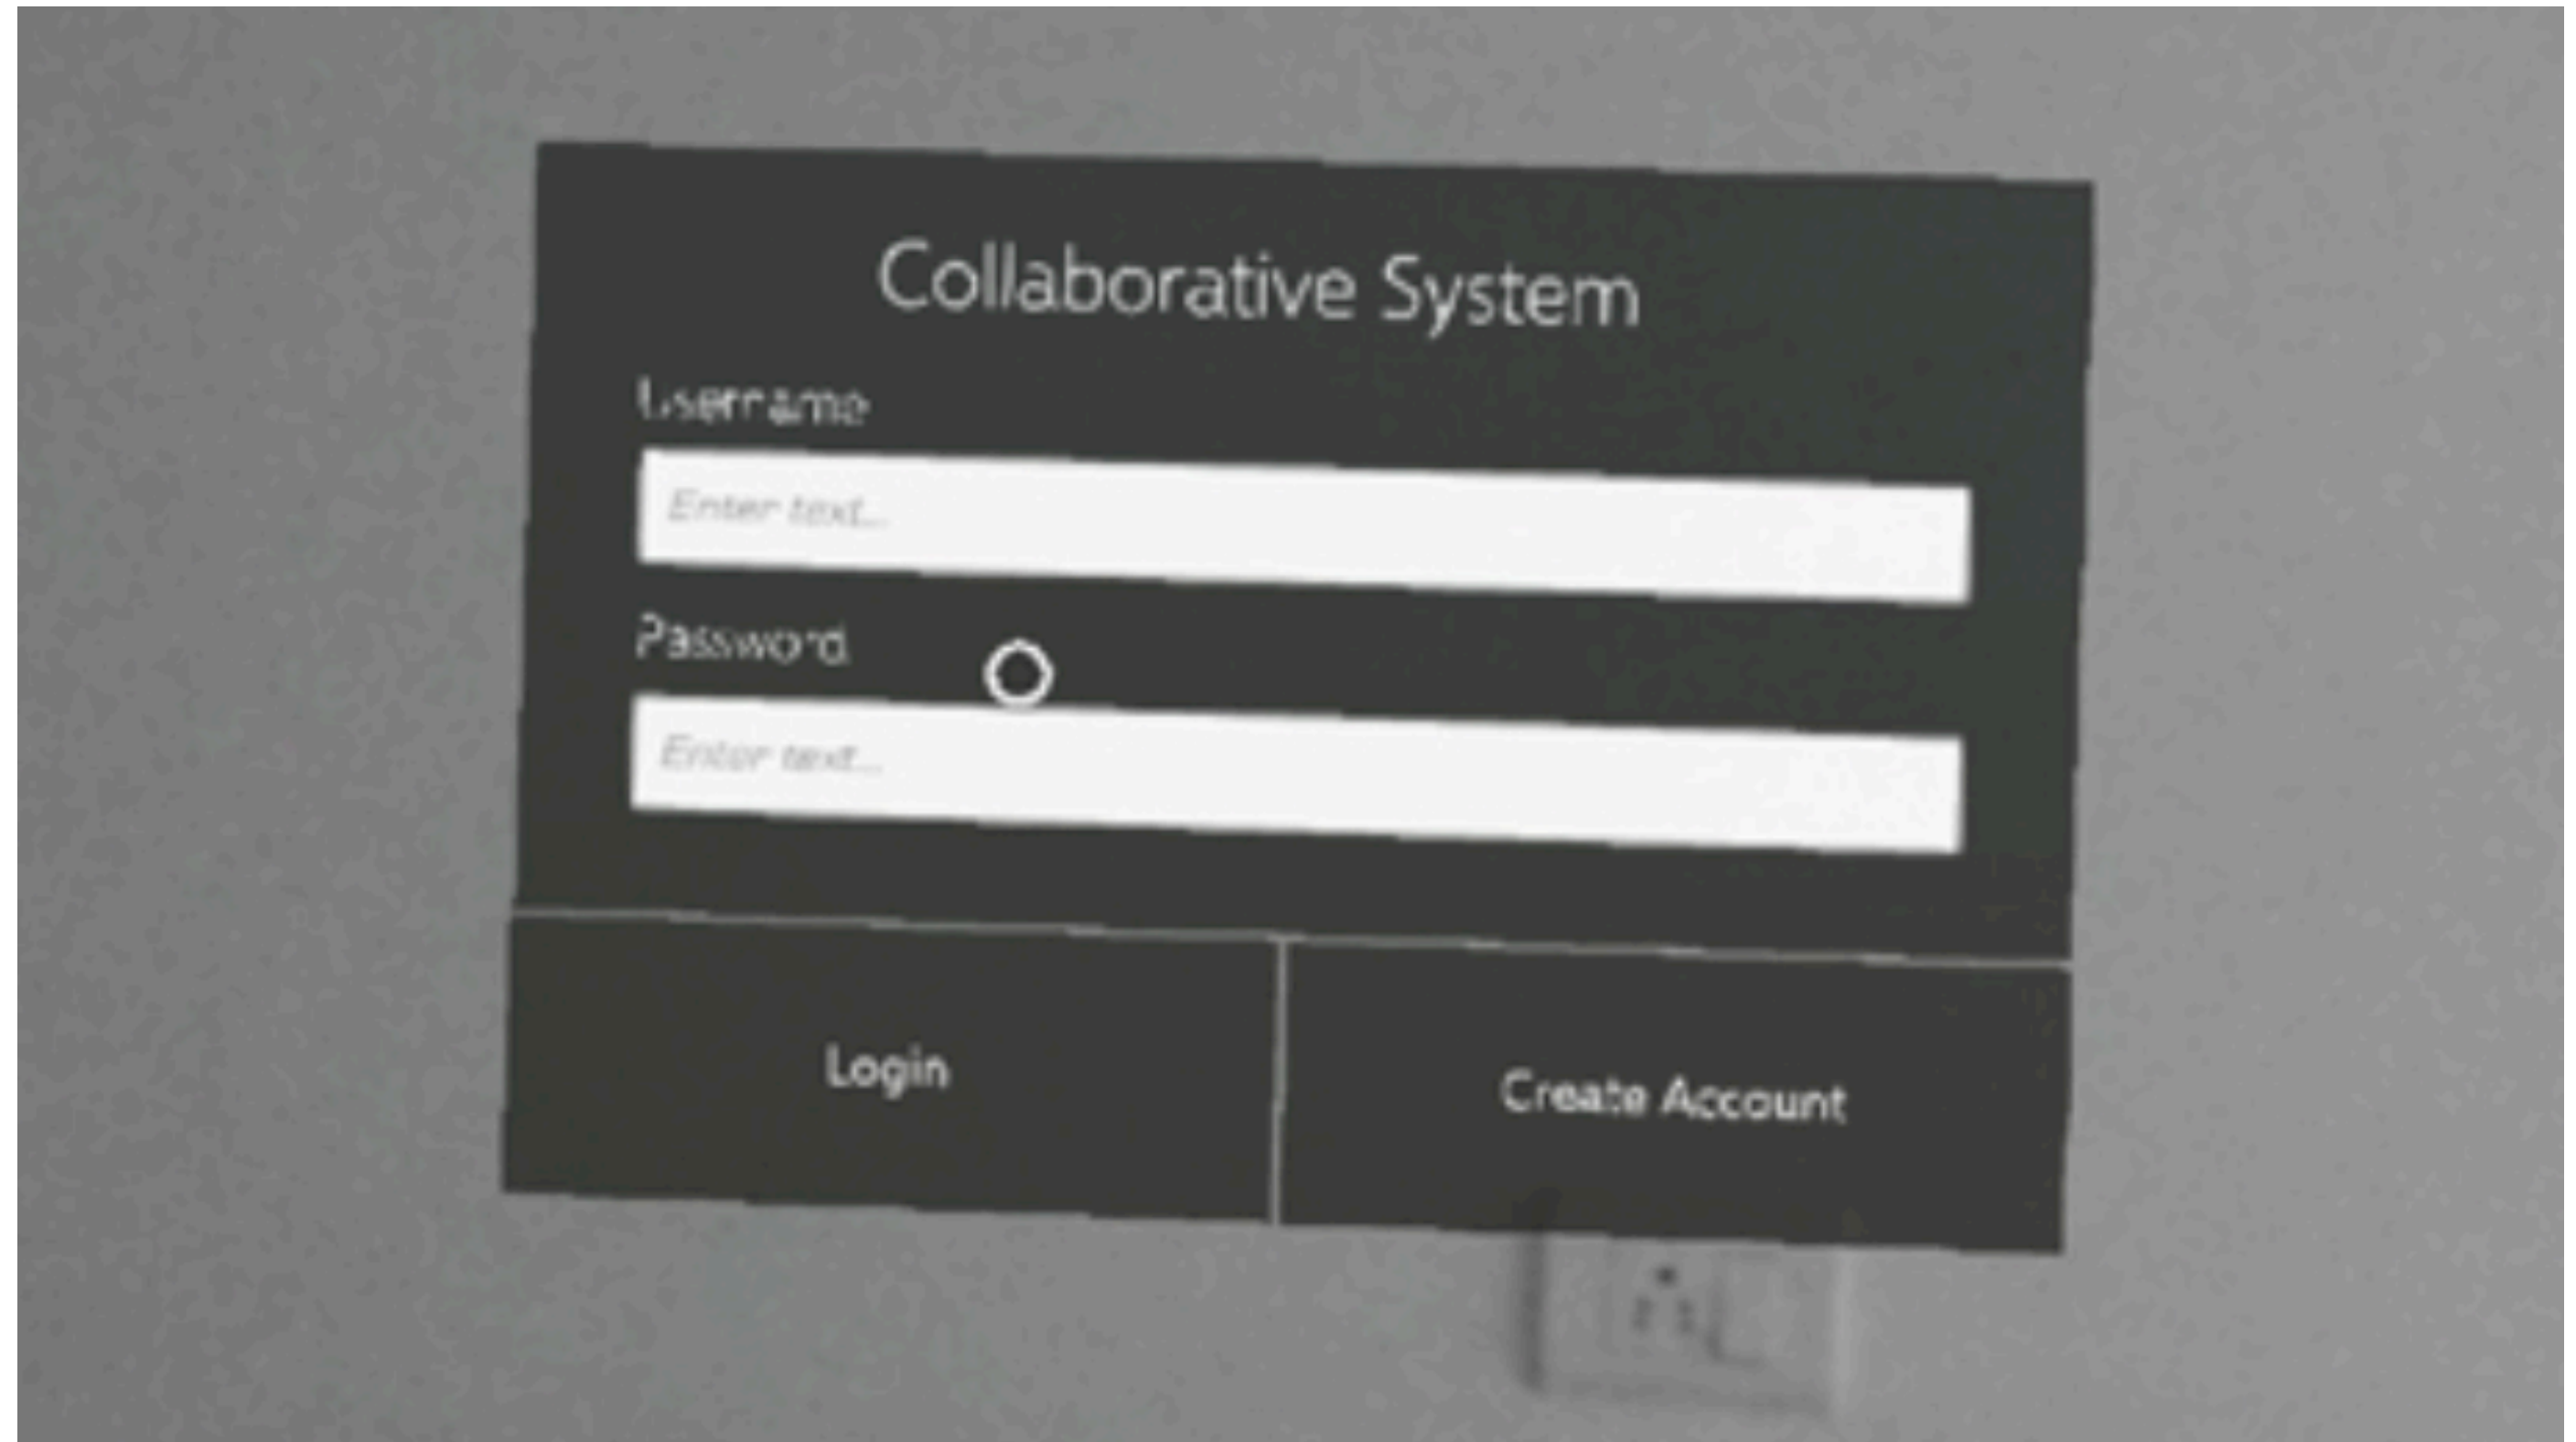 Collaborative System
Username
Enter text...
Password
Enter text...
Login
Create Account